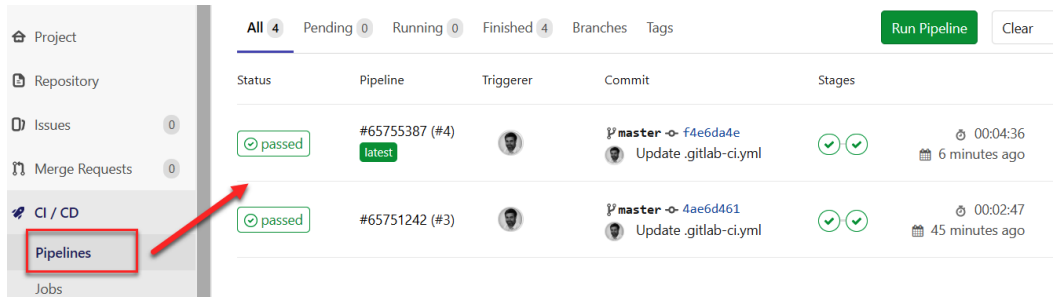 Project
Repository
Issues 0
Merge Requests 0
CI / CD
Pipelines
Jobs
All 4 Pending 0 Running 0 Finished 4 Branches Tags Run Pipeline Clear
Status Pipeline Triggerer Commit Stages
passed #65755387 (#4) master f4e6da4e 00:04:36
latest Update .gitlab-ci.yml 6 minutes ago
passed #65751242 (#3) master 4ae6d461 00:02:47
Update .gitlab-ci.yml 45 minutes ago